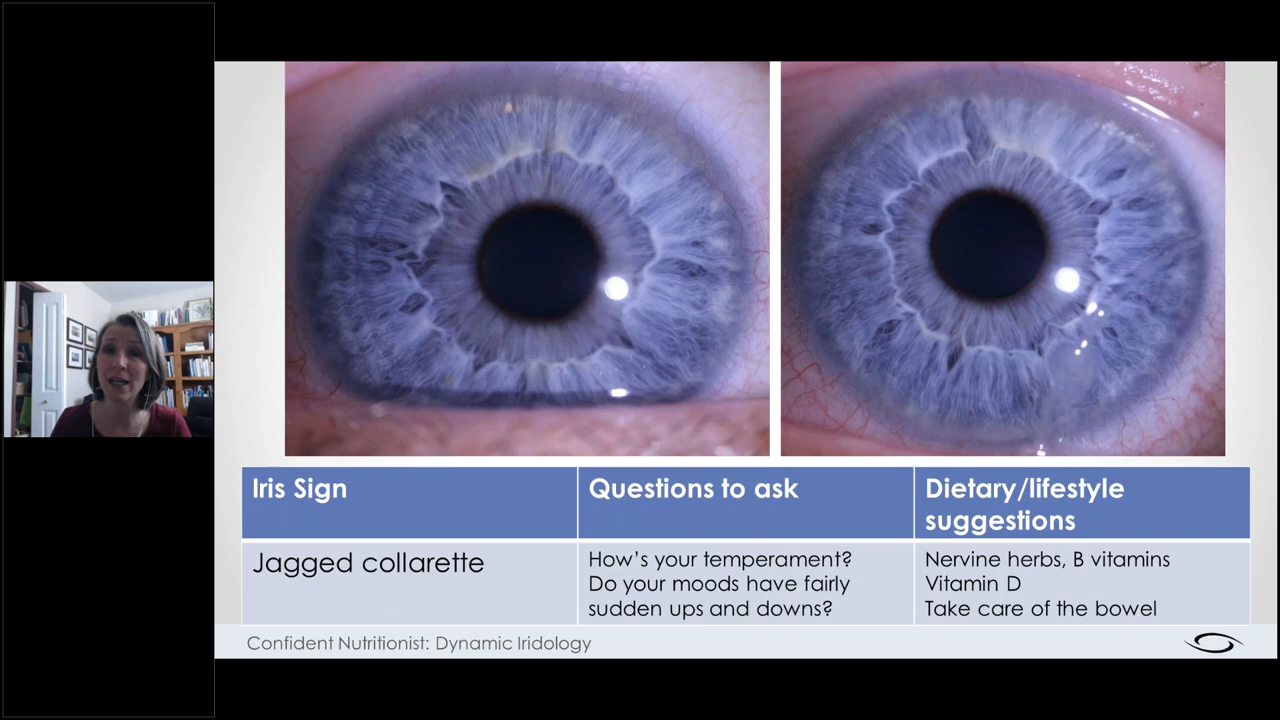 Iris Sign
Questions to ask
Dietary/lifestyle
suggestions
Jagged collarette
How's your temperament?
Do your moods have fairly
sudden ups and downs?
Nervine herbs, B vitamins
Vitamin D
Take care of the bowel
Confident Nutritionist: Dynamic Iridology